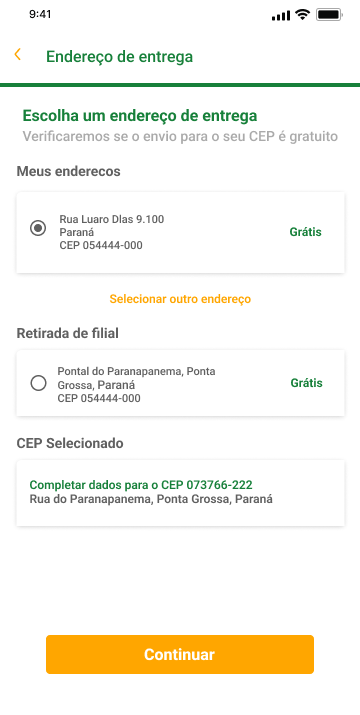 9:41
Endereço de entrega
Escolha um endereço de entrega
Verificaremos se o envio para o seu CEP é gratuito
Meus enderecos
Rua Luaro Dlas 9.100
Paraná
Grátis
CEP 054444-000
Selecionar outro endereço
Retirada de filial
Pontal do Paranapanema, Ponta
Grossa, Paraná
Grátis
CEP 054444-000
CEP Selecionado
Completar dados para o CEP 073766-222
Rua do Paranapanema, Ponta Grossa, Paraná
Continuar